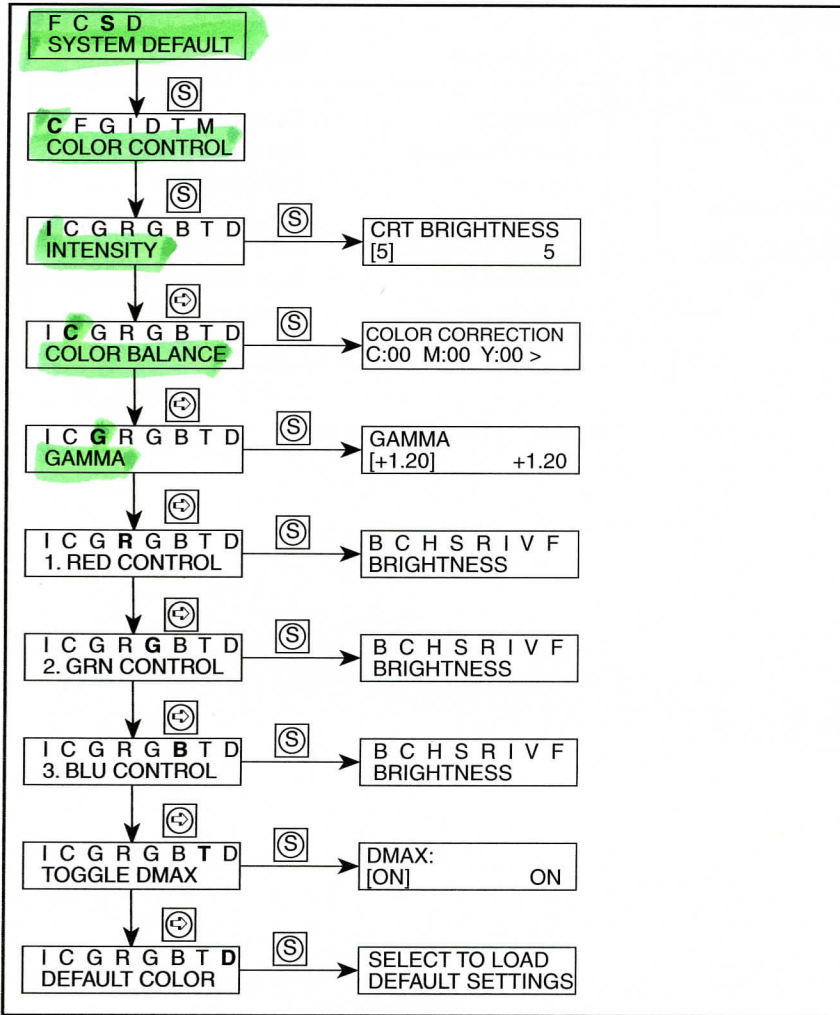 F C S D
SYSTEM DEFAULT
S
C F G I D T M
COLOR CONTROL
S
I C G R G B T D
INTENSITY
S
CRT BRIGHTNESS
[5] 5
I C G R G B T D
COLOR BALANCE
S
COLOR CORRECTION
C:00 M:00 Y:00 >
I C G R G B T D
GAMMA
S
GAMMA
[+1.20] +1.20
I C G R G B T D
1. RED CONTROL
S
B C H S R I V F
BRIGHTNESS
I C G R G B T D
2. GRN CONTROL
S
B C H S R I V F
BRIGHTNESS
I C G R G B T D
3. BLU CONTROL
S
B C H S R I V F
BRIGHTNESS
I C G R G B T D
TOGGLE DMAX
S
DMAX:
[ON] ON
I C G R G B T D
DEFAULT COLOR
S
SELECT TO LOAD
DEFAULT SETTINGS